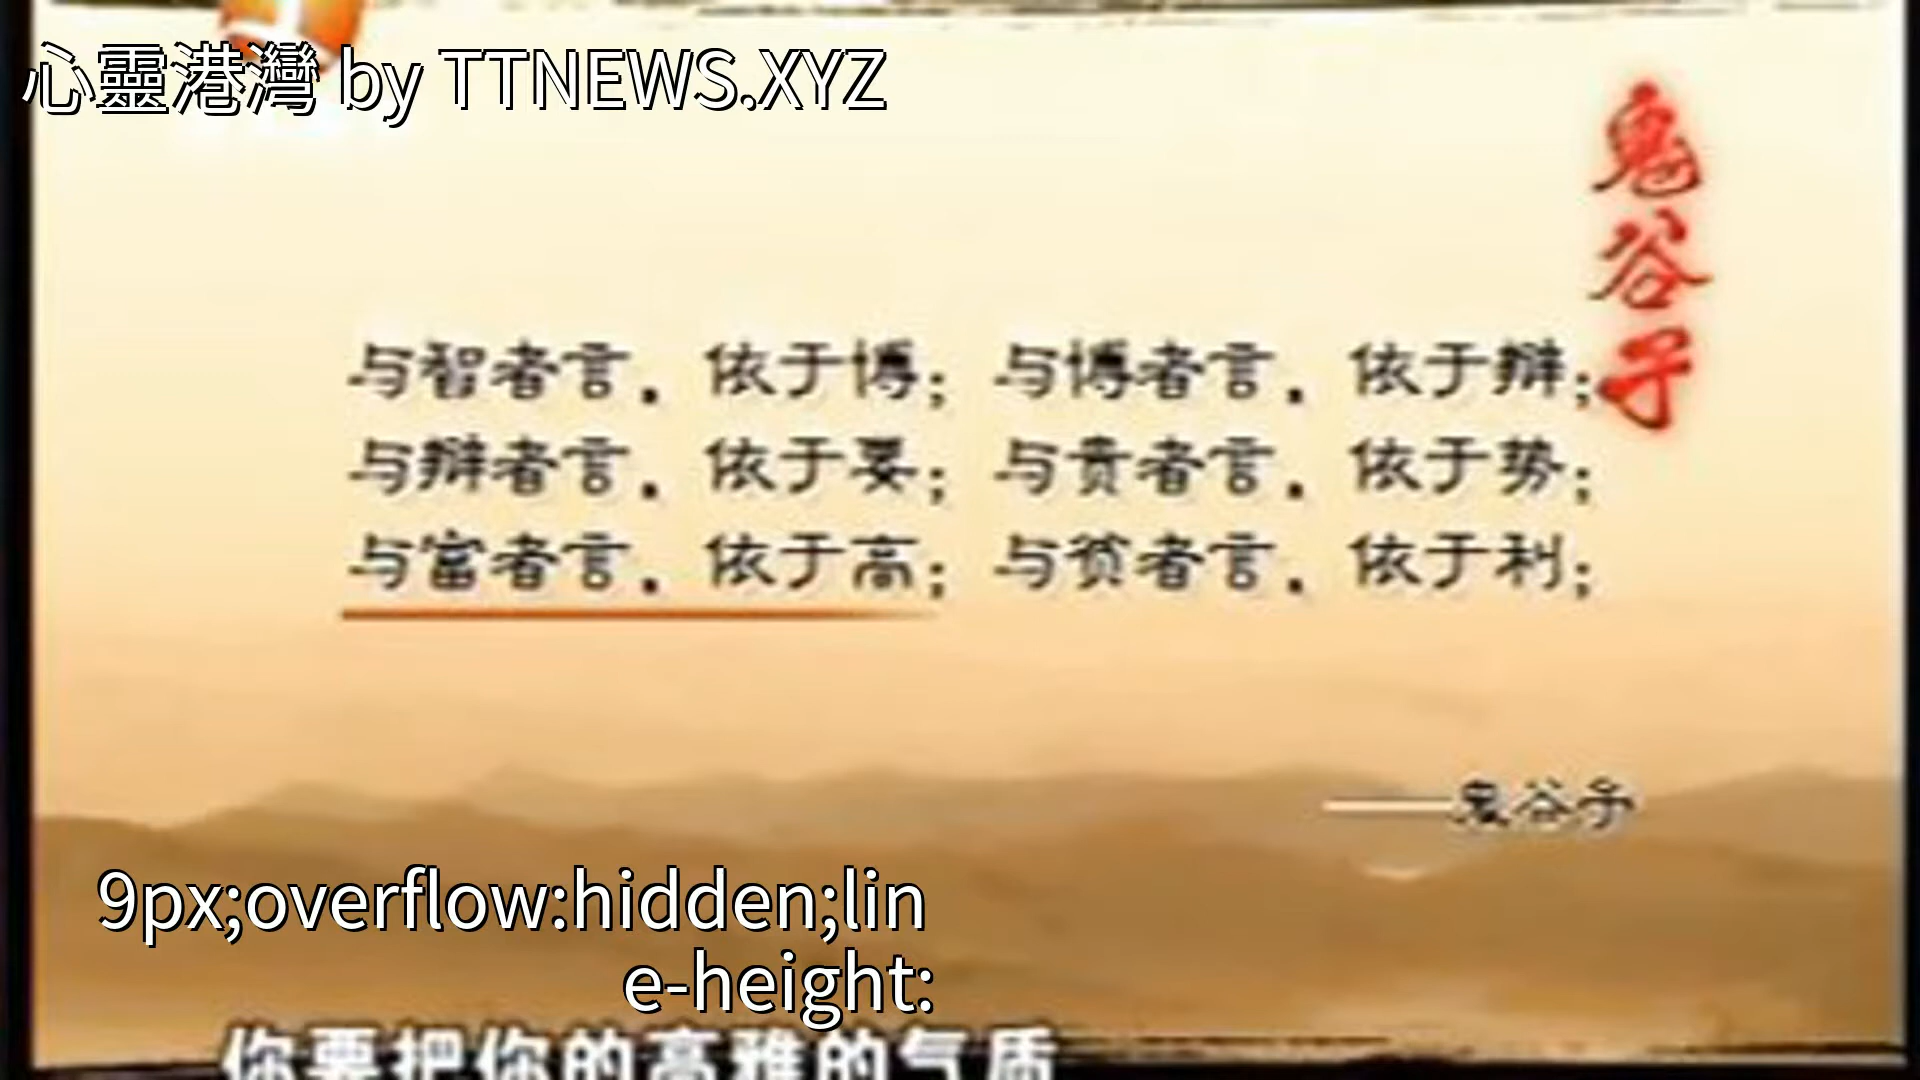 心靈港灣 by TTNEWS.XYZ
鬼谷子
与智者言，依于博；与博者言，依于辩；
与辩者言，依于要；与贵者言，依于势；
与富者言，依于高；与贫者言，依于利；
——鬼谷子
9px;overflow:hidden;lin
e-height:
你要把你的高雅的气质